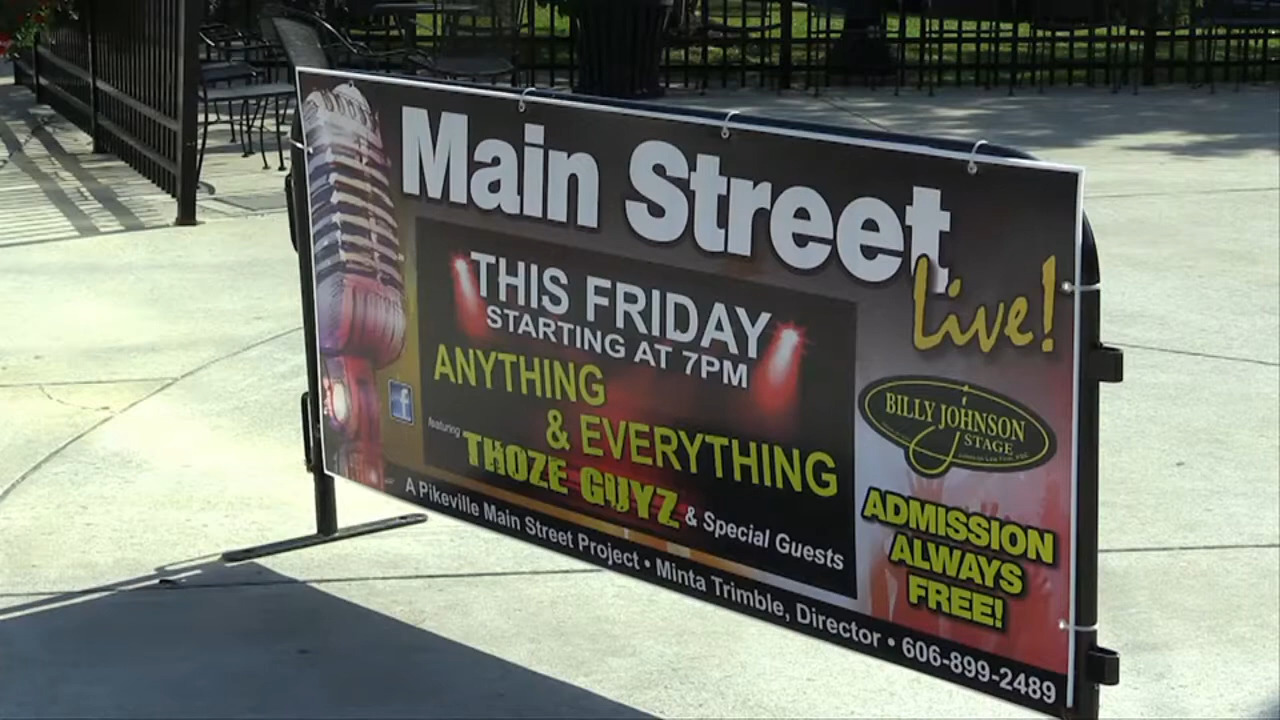 Main Street
Live!
THIS FRIDAY
STARTING AT 7PM
ANYTHING
& EVERYTHING
featuring
THOZE GUYZ & Special Guests
f
BILLY JOHNSON
STAGE
ADMISSION
ALWAYS
FREE!
A Pikeville Main Street Project • Minta Trimble, Director • 606-899-2489